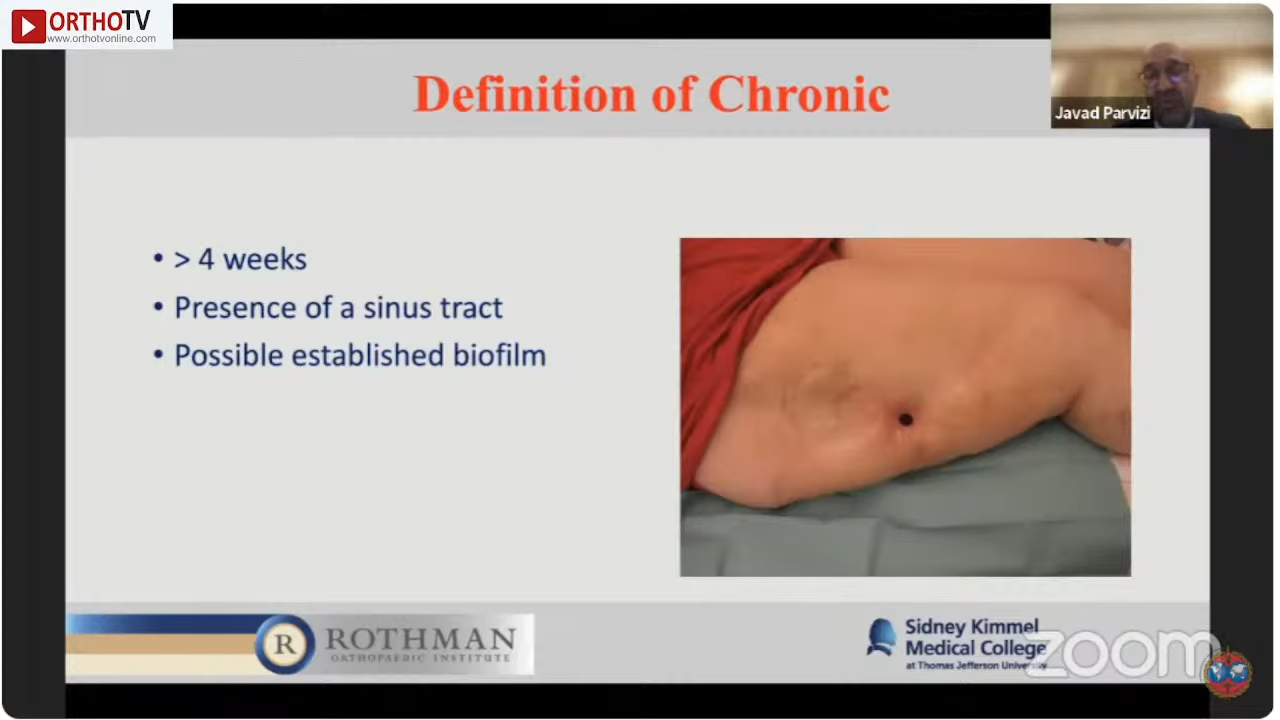 ORTHOTV
www.orthotvonline.com
Definition of Chronic
Javad Parvizi
• > 4 weeks
• Presence of a sinus tract
• Possible established biofilm
R
ROTHMAN
ORTHOPAEDIC INSTITUTE
Sidney Kimmel
Medical College
at Thomas Jefferson University
zoom